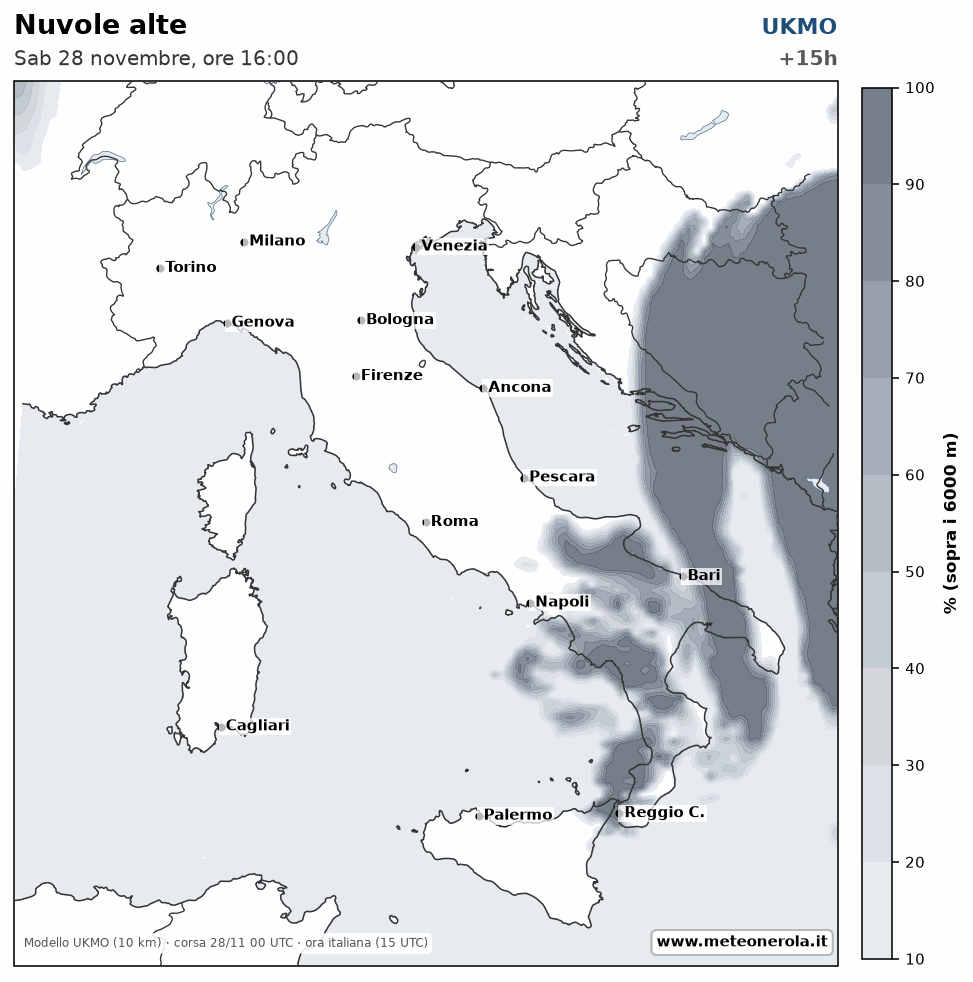 Nuvole alte
UKMO
Sab 28 novembre, ore 16:00
+15h
Milano
Venezia
Torino
Genova
Bologna
Firenze
Ancona
Pescara
Roma
Bari
Napoli
Cagliari
Palermo
Reggio C.
100
90
80
70
60
50
40
30
20
10
% (sopra i 6000 m)
Modello UKMO (10 km) · corsa 28/11 00 UTC · ora italiana (15 UTC)
www.meteonerola.it